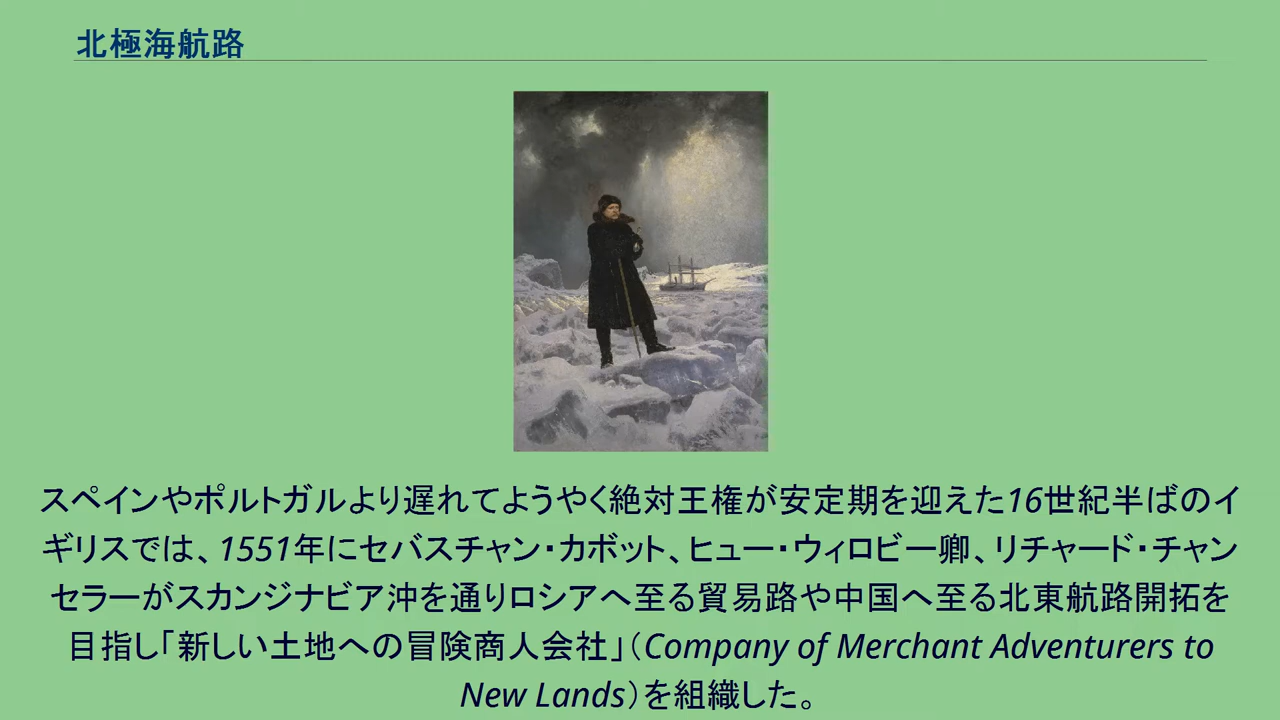 北極海航路
スペインやポルトガルより遅れてようやく絶対王権が安定期を迎えた16世紀半ばのイ
ギリスでは、1551年にセバスチャン・カボット、ヒュー・ウィロビー卿、リチャード・チャン
セラーがスカンジナビア沖を通りロシアへ至る貿易路や中国へ至る北東航路開拓を
目指し「新しい土地への冒険商人会社」（Company of Merchant Adventurers to
New Lands）を組織した。